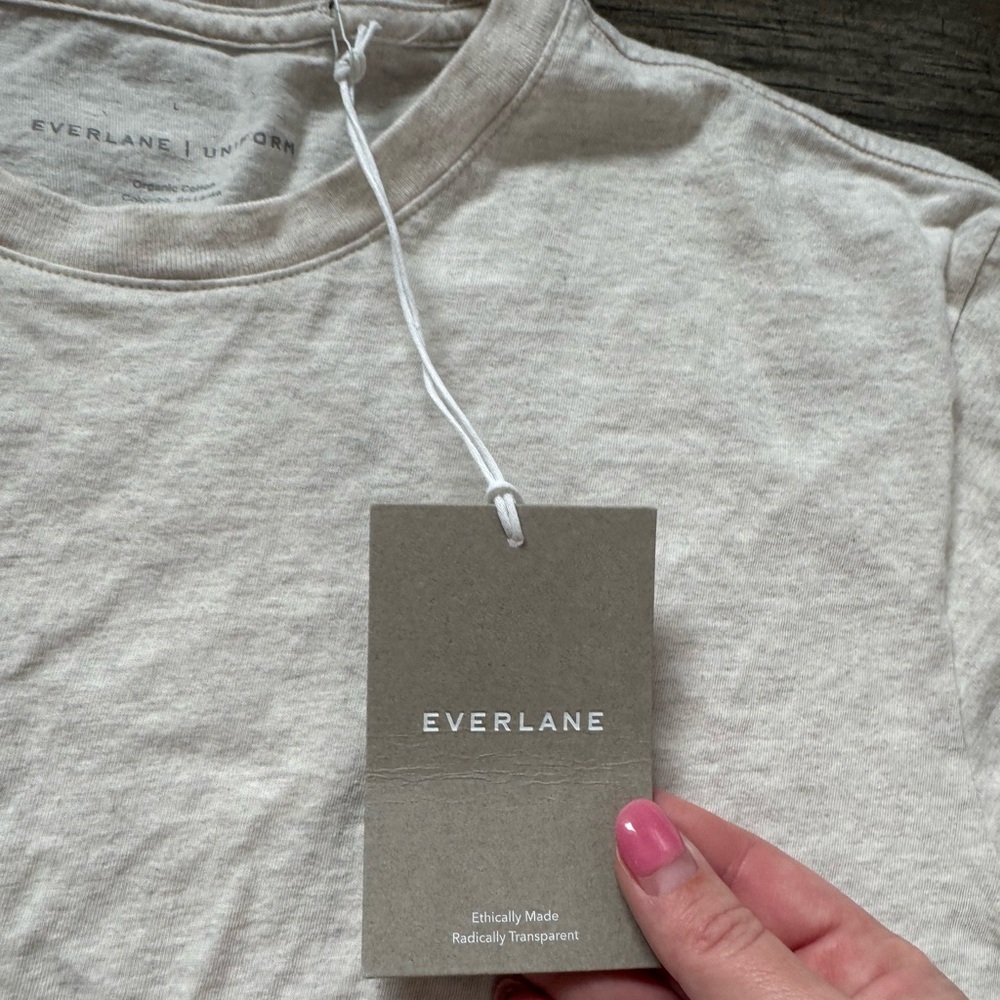 L
EVERLANE | UNIFORM
Organic Cotton
EVERLANE
Ethically Made
Radically Transparent